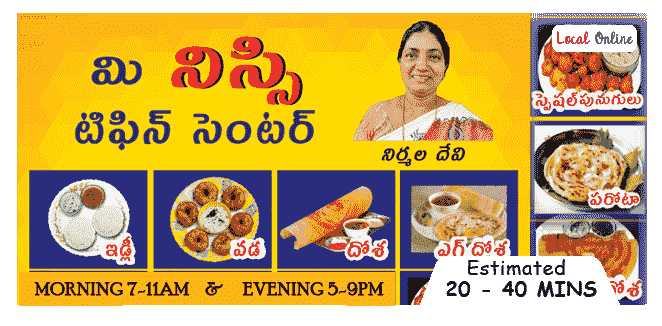 Local Online
మి నిస్సి
టిఫిన్ సెంటర్
నిర్మల దేవి
స్పెషల్ పునుగులు
పరోటా
ఇడ్లీ
వడ
దోశ
ఎగ్ దోశ
దోశ
MORNING 7-11AM & EVENING 5-9PM
Estimated
20 - 40 MINS